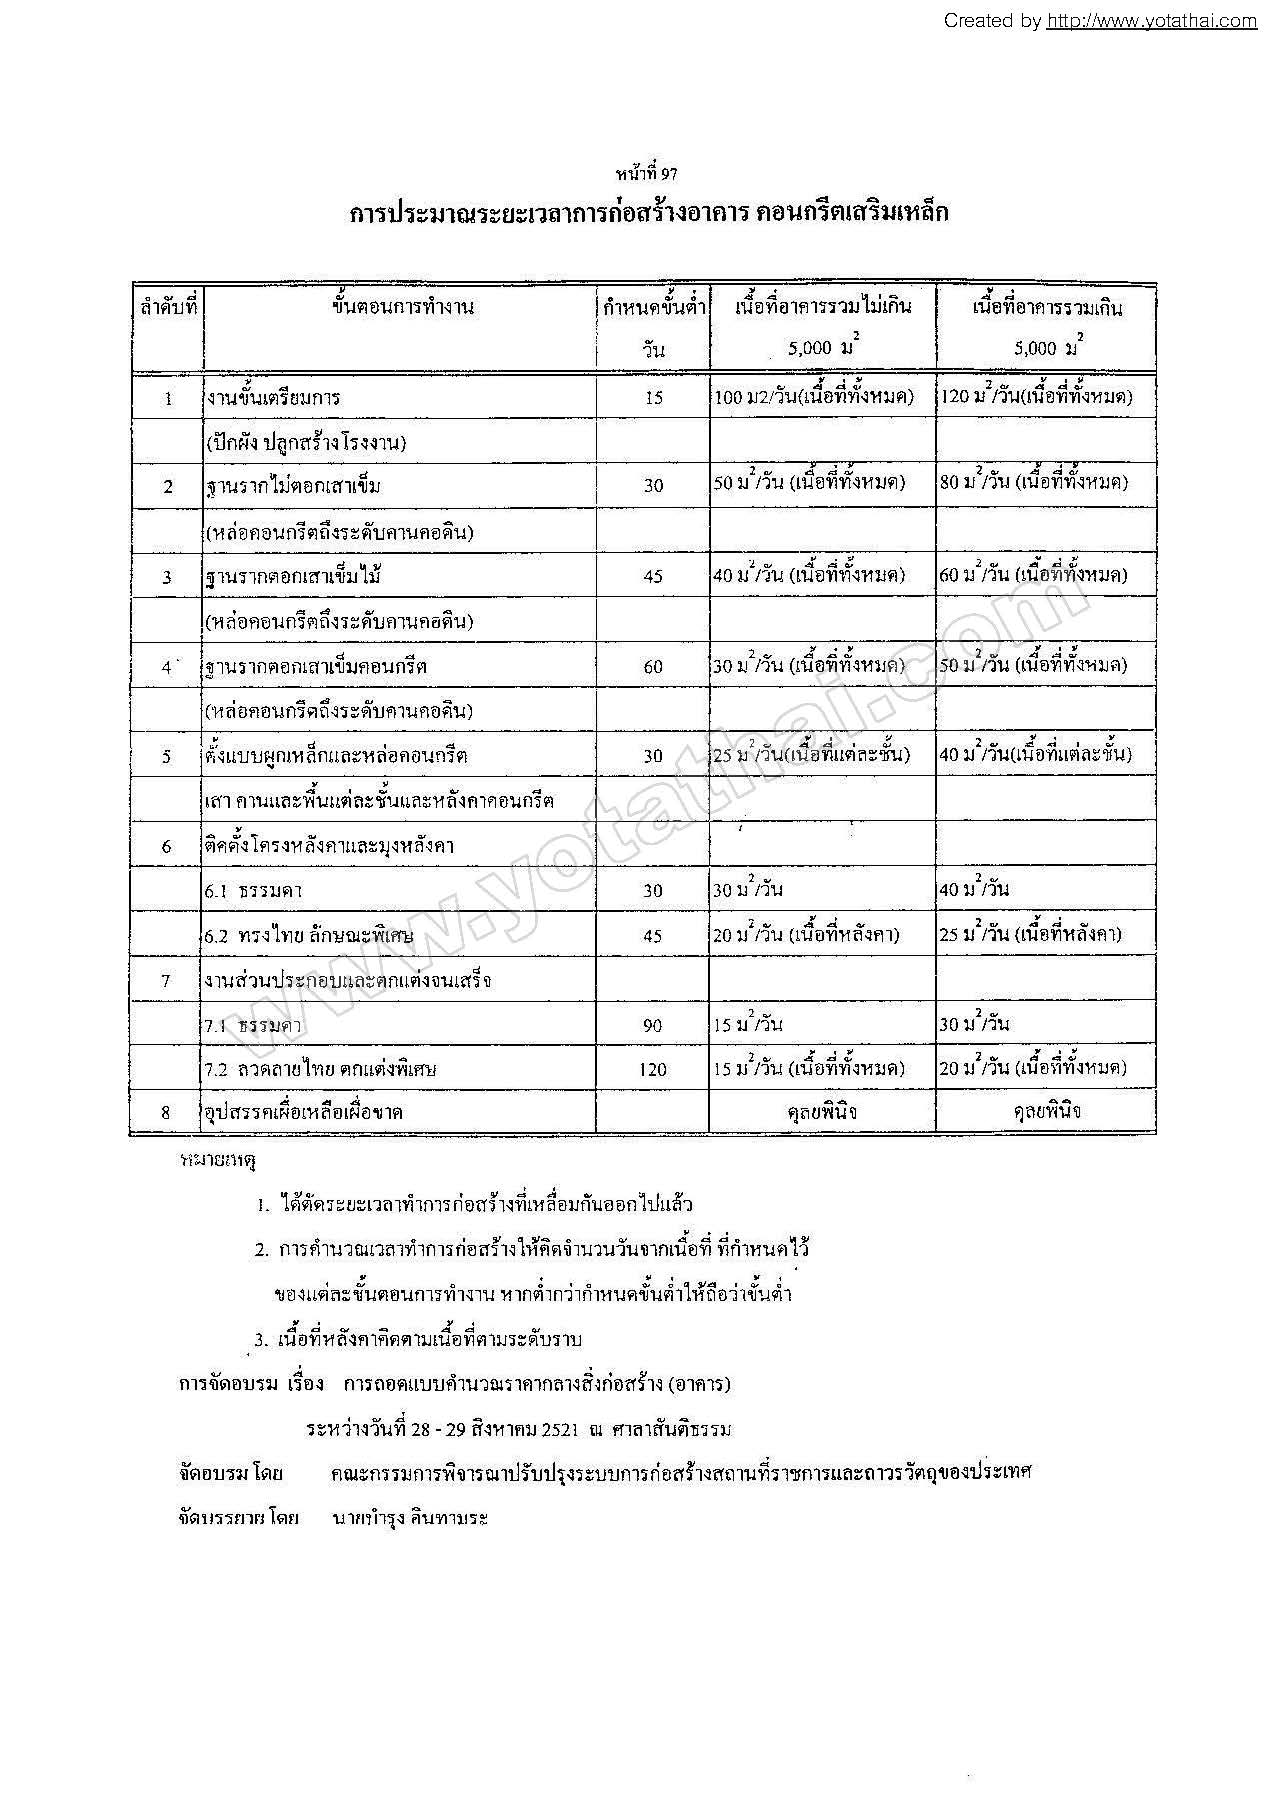 Created by http://www.yotathai.com
หน้าที่ 97
การประมาณระยะเวลาการก่อสร้างอาคาร คอนกรีตเสริมเหล็ก
ลำดับที่ ขั้นตอนการทำงาน กำหนดขั้นต่ำ เนื้อที่อาคารรวมไม่เกิน เนื้อที่อาคารรวมเกิน
วัน 5,000 ม² 5,000 ม²
1 งานขั้นเตรียมการ 15 100 ม2/วัน(เนื้อที่ทั้งหมด) 120 ม²/วัน(เนื้อที่ทั้งหมด)
(ปักผัง ปลูกสร้างโรงงาน)
2 ฐานรากไม่ตอกเสาเข็ม 30 50 ม²/วัน (เนื้อที่ทั้งหมด) 80 ม²/วัน (เนื้อที่ทั้งหมด)
(หล่อคอนกรีตถึงระดับคานคอดิน)
3 ฐานรากตอกเสาเข็มไม้ 45 40 ม²/วัน (เนื้อที่ทั้งหมด) 60 ม²/วัน (เนื้อที่ทั้งหมด)
(หล่อคอนกรีตถึงระดับคานคอดิน)
4 ฐานรากตอกเสาเข็มคอนกรีต 60 30 ม²/วัน (เนื้อที่ทั้งหมด) 50 ม²/วัน (เนื้อที่ทั้งหมด)
(หล่อคอนกรีตถึงระดับคานคอดิน)
5 ตั้งแบบผูกเหล็กและหล่อคอนกรีต 30 25 ม²/วัน(เนื้อที่แต่ละชั้น) 40 ม²/วัน(เนื้อที่แต่ละชั้น)
เสา คานและพื้นแต่ละชั้นและหลังคาคอนกรีต
6 ติดตั้งโครงหลังคาและมุงหลังคา
6.1 ธรรมดา 30 30 ม²/วัน 40 ม²/วัน
6.2 ทรงไทย ลักษณะพิเศษ 45 20 ม²/วัน (เนื้อที่หลังคา) 25 ม²/วัน (เนื้อที่หลังคา)
7 งานส่วนประกอบและตกแต่งจนเสร็จ
7.1 ธรรมดา 90 15 ม²/วัน 30 ม²/วัน
7.2 ลวดลายไทย ตกแต่งพิเศษ 120 15 ม²/วัน (เนื้อที่ทั้งหมด) 20 ม²/วัน (เนื้อที่ทั้งหมด)
8 อุปสรรคเผื่อเหลือเผื่อขาด ดุลยพินิจ ดุลยพินิจ
www.yotathai.com
หมายเหตุ
1. ได้ตัดระยะเวลาทำการก่อสร้างที่เหลื่อมกันออกไปแล้ว
2. การคำนวณเวลาทำการก่อสร้างให้คิดจำนวนวันจากเนื้อที่ ที่กำหนดไว้
ของแต่ละขั้นตอนการทำงาน หากต่ำกว่ากำหนดขั้นต่ำให้ถือว่าขั้นต่ำ
3. เนื้อที่หลังคาคิดตามเนื้อที่ตามระดับราบ
การจัดอบรม เรื่อง การถอดแบบคำนวณราคากลางสิ่งก่อสร้าง (อาคาร)
ระหว่างวันที่ 28 - 29 สิงหาคม 2521 ณ ศาลาสันติธรรม
จัดอบรม โดย คณะกรรมการพิจารณาปรับปรุงระบบการก่อสร้างสถานที่ราชการและถาวรวัตถุของประเทศ
จัดบรรยาย โดย